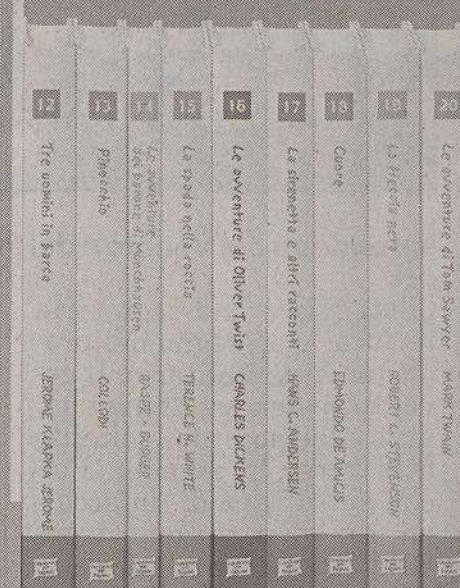 12
Tre uomini in barca
JEROME KLAPKA JEROME
13
Pinocchio
COLLODI
14
Le avventure
del barone di Münchhausen
RASPE - BÜRGER
15
La spada nella roccia
TERENCE H. WHITE
16
Le avventure di Oliver Twist
CHARLES DICKENS
17
La sirenetta e altri racconti
HANS C. ANDERSEN
18
Cuore
EDMONDO DE AMICIS
19
La freccia nera
ROBERT L. STEVENSON
20
Le avventure di Tom Sawyer
MARK TWAIN